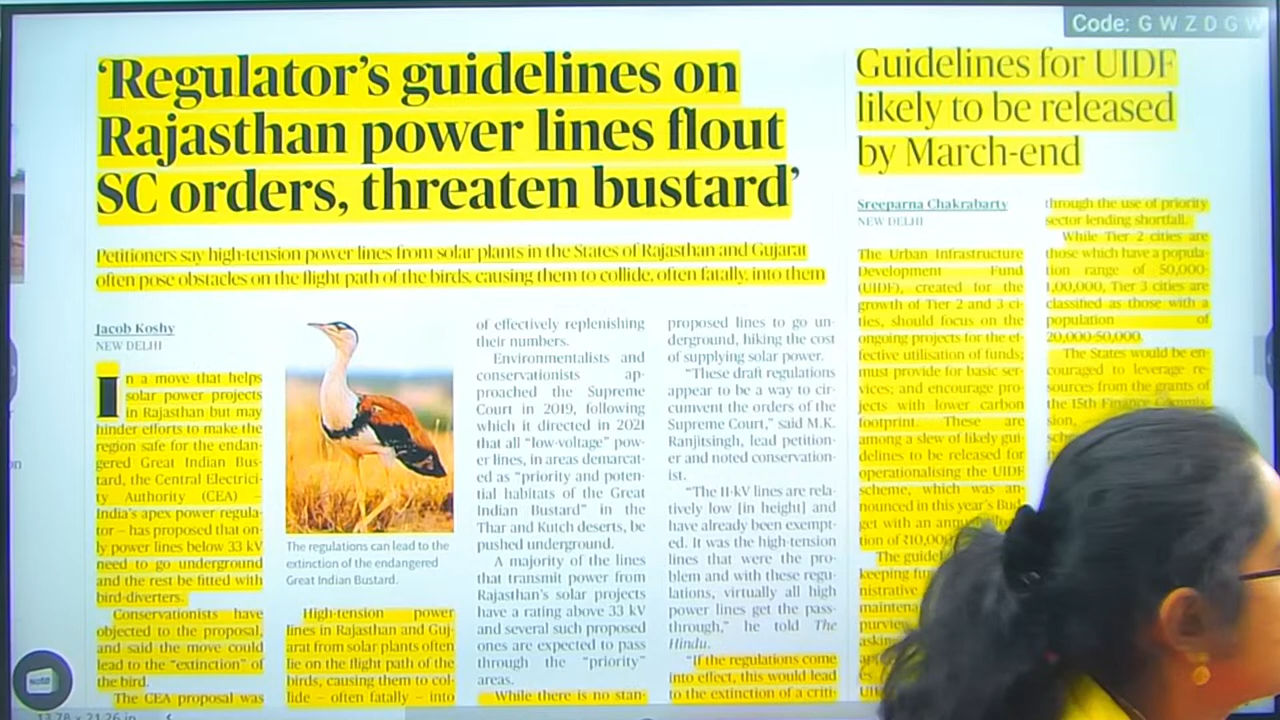 Code: G W Z D G W
‘Regulator’s guidelines on
Rajasthan power lines flout
SC orders, threaten bustard’
Petitioners say high-tension power lines from solar plants in the States of Rajasthan and Gujarat
often pose obstacles on the flight path of the birds, causing them to collide, often fatally, into them
Jacob Koshy
NEW DELHI
In a move that helps
solar power projects
in Rajasthan but may
hinder efforts to make the
region safe for the endan-
gered Great Indian Bus-
tard, the Central Electrici-
ty Authority (CEA) –
India’s apex power regula-
tor – has proposed that on-
ly power lines below 33 kV
need to go underground
and the rest be fitted with
bird-diverters.
Conservationists have
objected to the proposal,
and said the move could
lead to the “extinction” of
the bird.
The CEA proposal was
The regulations can lead to the
extinction of the endangered
Great Indian Bustard.
High-tension power
lines in Rajasthan and Guj-
arat from solar plants often
lie on the flight path of the
birds, causing them to col-
lide – often fatally – into
of effectively replenishing
their numbers.
Environmentalists and
conservationists ap-
proached the Supreme
Court in 2019, following
which it directed in 2021
that all “low-voltage” pow-
er lines, in areas demarcat-
ed as “priority and poten-
tial habitats of the Great
Indian Bustard” in the
Thar and Kutch deserts, be
pushed underground.
A majority of the lines
that transmit power from
Rajasthan’s solar projects
have a rating above 33 kV
and several such proposed
ones are expected to pass
through the “priority”
areas.
While there is no stan-
proposed lines to go un-
derground, hiking the cost
of supplying solar power.
“These draft regulations
appear to be a way to cir-
cumvent the orders of the
Supreme Court,” said M.K.
Ranjitsingh, lead petition-
er and noted conservation-
ist.
“The 11-kV lines are rela-
tively low [in height] and
have already been exempt-
ed. It was the high-tension
lines that were the pro-
blem and with these regu-
lations, virtually all high
power lines get the pass-
through,” he told The
Hindu.
“If the regulations come
into effect, this would lead
to the extinction of a criti-
Guidelines for UIDF
likely to be released
by March-end
Sreeparna Chakrabarty
NEW DELHI
The Urban Infrastructure
Development Fund
(UIDF), created for the
growth of Tier 2 and 3 ci-
ties, should focus on the
ongoing projects for the ef-
fective utilisation of funds;
must provide for basic ser-
vices; and encourage pro-
jects with lower carbon
footprint. These are
among a slew of likely gui-
delines to be released for
operationalising the UIDF
scheme, which was an-
nounced in this year’s Bud-
get with an
tion of ₹10,00
The guidel
keeping fun
nistrative
maintena
purview
askin
through the use of priority
sector lending shortfall.
While Tier 2 cities are
those which have a popula-
tion range of 50,000-
1,00,000, Tier 3 cities are
classified as those with a
population of
20,000-50,000.
The States would be en-
couraged to leverage re-
sources from the grants of
the 15th Finance Commis-
sion,
note
13.78 × 21.26 in